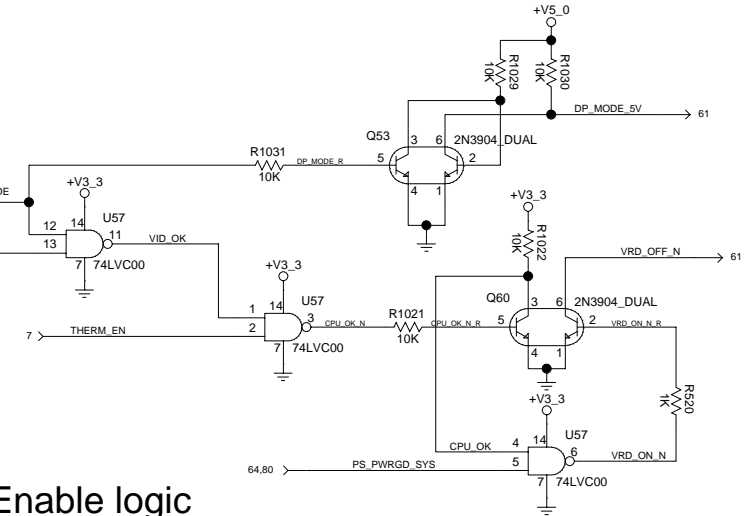 +V5_0
R1029
10K
R1030
10K
DP_MODE_5V
61
Q53
3
6
2N3904_DUAL
R1031
10K
DP_MODE_R
5
2
4
1
DE
+V3_3
12
14
U57
11
VID_OK
13
7
74LVC00
+V3_3
R1022
10K
VRD_OFF_N
61
+V3_3
1
14
U57
3
CPU_OK_N
R1021
10K
CPU_OK_N_R
Q60
3
6
2N3904_DUAL
5
2
VRD_ON_N_R
7
THERM_EN
2
7
74LVC00
4
1
R520
1K
+V3_3
CPU_OK
4
14
U57
6
VRD_ON_N
64,80
PS_PWRGD_SYS
5
7
74LVC00
Enable logic